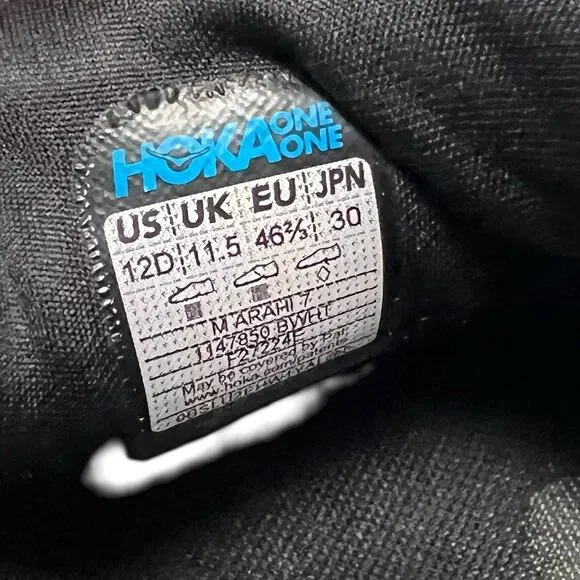 HOKA ONE ONE
US UK EU JPN
12D 11.5 46⅔ 30
M ARAHI 7
1147850 BWHT
F27224F
May be covered by Pat.
www.hoka.com/patents